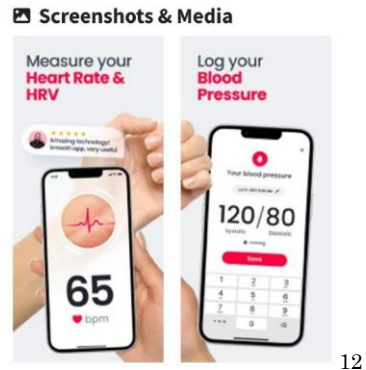 Screenshots & Media
Measure your
Heart Rate &
HRV
Amazing technology!
Smooth app, very useful
65
bpm
Log your
Blood
Pressure
Your blood pressure
120/80
Systolic
Diastolic
mmHg
Save
1 2 3
4 5 6
7 8 9
0
12